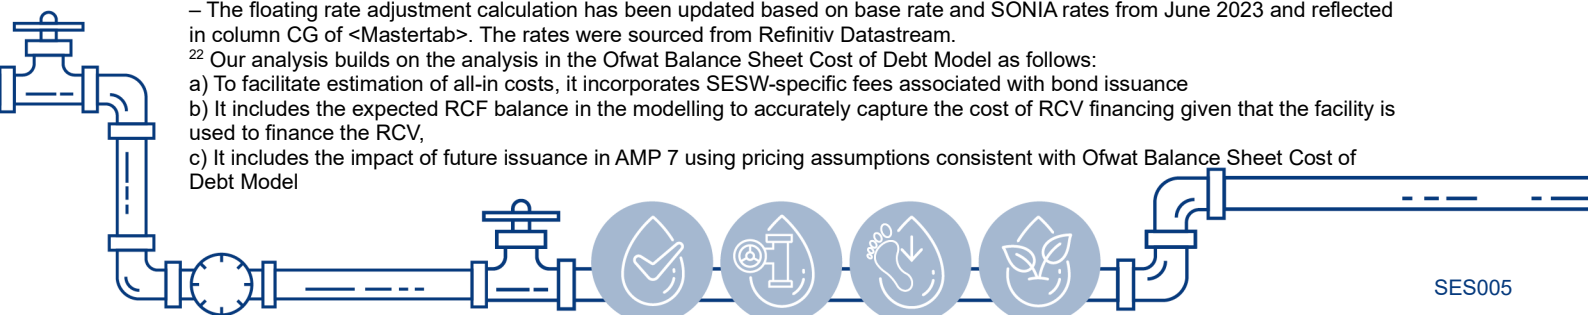 – The floating rate adjustment calculation has been updated based on base rate and SONIA rates from June 2023 and reflected
in column CG of <Mastertab>. The rates were sourced from Refinitiv Datastream.
22 Our analysis builds on the analysis in the Ofwat Balance Sheet Cost of Debt Model as follows:
a) To facilitate estimation of all-in costs, it incorporates SESW-specific fees associated with bond issuance
b) It includes the expected RCF balance in the modelling to accurately capture the cost of RCV financing given that the facility is
used to finance the RCV,
c) It includes the impact of future issuance in AMP 7 using pricing assumptions consistent with Ofwat Balance Sheet Cost of
Debt Model
SES005